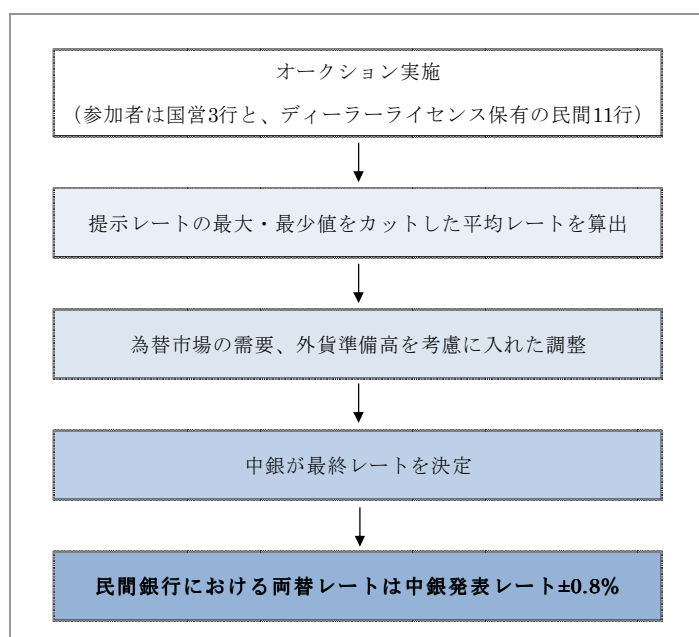 オークション実施
（参加者は国営3行と、ディーラーライセンス保有の民間11行）
提示レートの最大・最少値をカットした平均レートを算出
為替市場の需要、外貨準備高を考慮に入れた調整
中銀が最終レートを決定
民間銀行における両替レートは中銀発表レート±0.8%